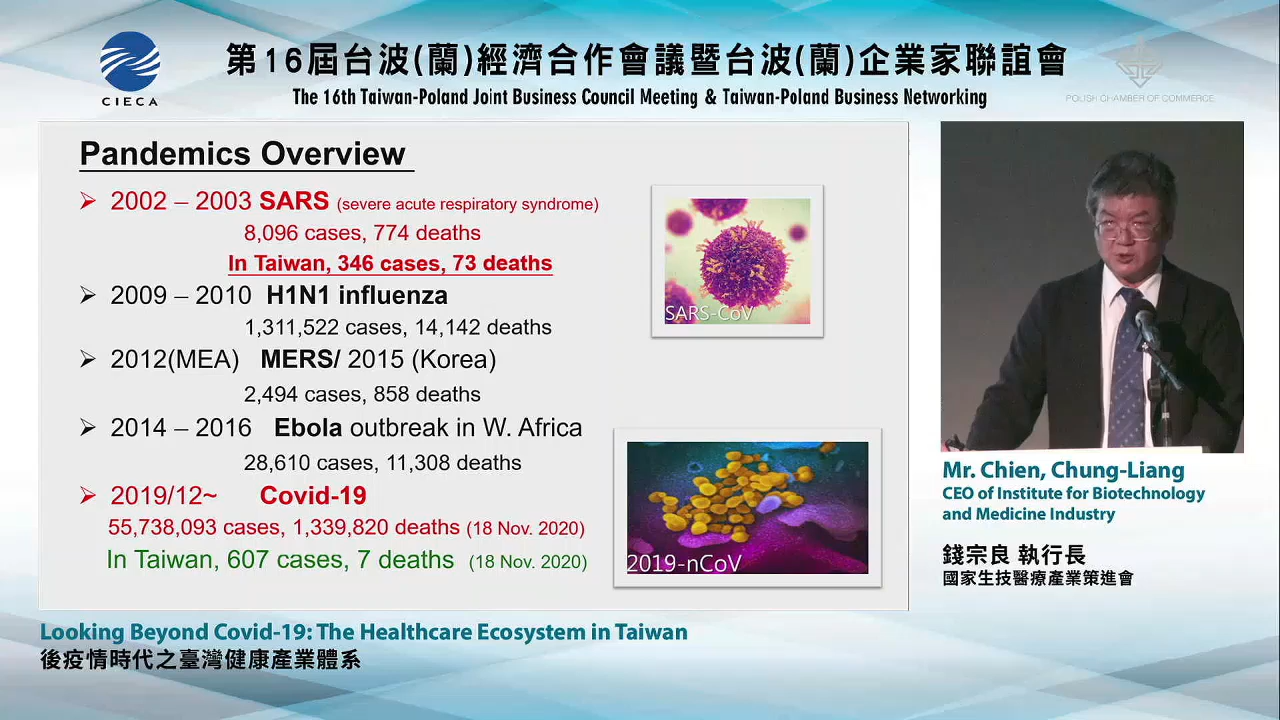 CIECA
第16屆台波(蘭)經濟合作會議暨台波(蘭)企業家聯誼會
The 16th Taiwan-Poland Joint Business Council Meeting & Taiwan-Poland Business Networking
POLISH CHAMBER OF COMMERCE
Pandemics Overview
➢ 2002 – 2003 SARS (severe acute respiratory syndrome)
8,096 cases, 774 deaths
In Taiwan, 346 cases, 73 deaths
➢ 2009 – 2010 H1N1 influenza
1,311,522 cases, 14,142 deaths
➢ 2012(MEA) MERS/ 2015 (Korea)
2,494 cases, 858 deaths
➢ 2014 – 2016 Ebola outbreak in W. Africa
28,610 cases, 11,308 deaths
➢ 2019/12~ Covid-19
55,738,093 cases, 1,339,820 deaths (18 Nov. 2020)
In Taiwan, 607 cases, 7 deaths (18 Nov. 2020)
SARS-CoV
2019-nCoV
Mr. Chien, Chung-Liang
CEO of Institute for Biotechnology
and Medicine Industry
錢宗良 執行長
國家生技醫療產業策進會
Looking Beyond Covid-19: The Healthcare Ecosystem in Taiwan
後疫情時代之臺灣健康產業體系